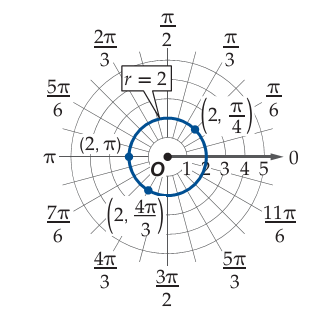 π/2
2π/3
π/3
r = 2
5π/6
π/6
(2, π/4)
(2, π)
π
O
1 2 3 4 5
0
(2, 4π/3)
7π/6
11π/6
4π/3
5π/3
3π/2